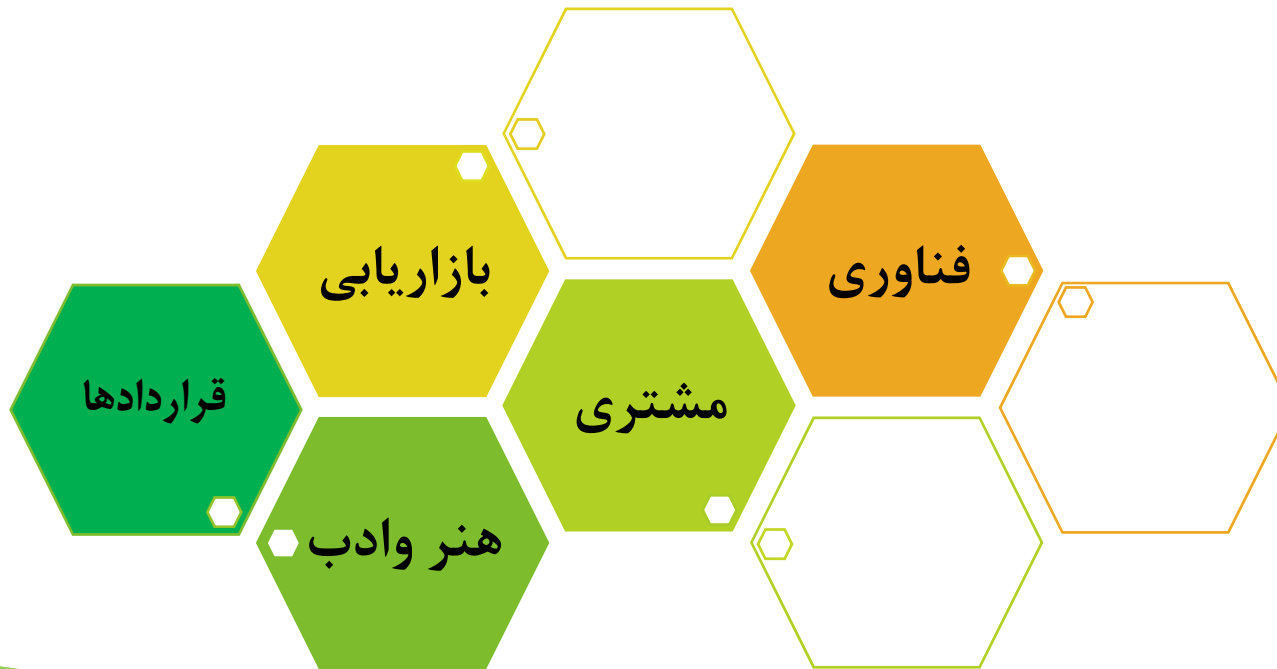 فناوری
بازاریابی
مشتری
قراردادها
هنر وادب